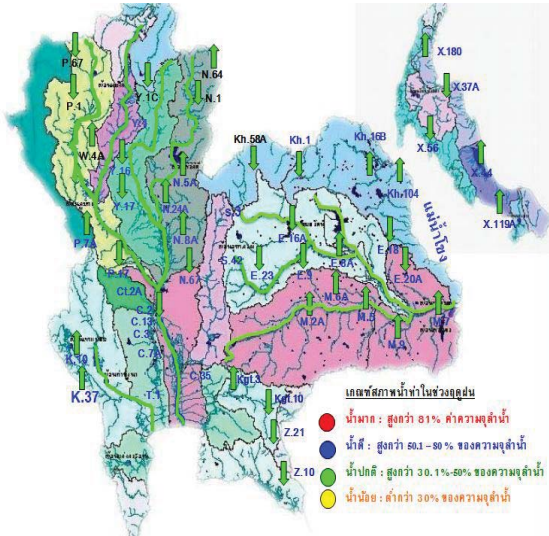 P.67
N.64
X.180
Y.1C
N.1
X.37A
P.1
W.4A
Kh.58A
Kh.1
Kh.16B
X.56
X.44
N.5A
Kh.104
X.119A
Y.17
N.24A
แม่น้ำโขง
E.16A
N.8A
E.18
E.8A
N.67
E.23
E.9
E.20A
P.17
Ct.2A
M.6A
C.2
C.13
M.2A
M.5
M.7
C.3
M.9
C.7A
K.10
C.35
K.37
T.1
Kgt.3
Kgt.10
Z.21
Z.10
เกณฑ์สภาพน้ำท่าในช่วงฤดูฝน
น้ำมาก : สูงกว่า 81% ค่าความจุลำน้ำ
น้ำดี : สูงกว่า 50.1 - 80 % ของความจุลำน้ำ
น้ำปกติ : สูงกว่า 30.1%-50% ของความจุลำน้ำ
น้ำน้อย : ต่ำกว่า 30% ของความจุลำน้ำ